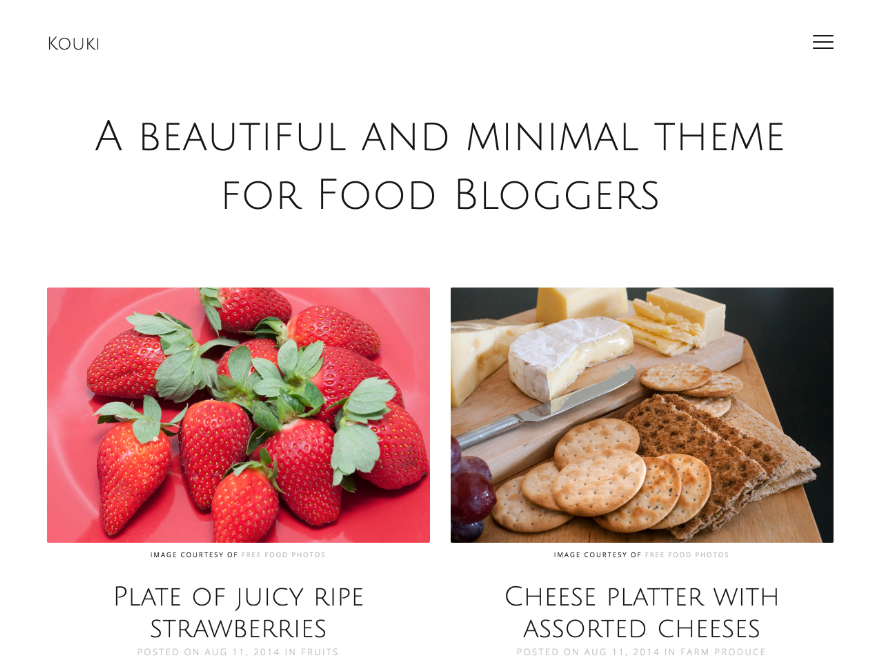 Kouki
A beautiful and minimal theme
for Food Bloggers
IMAGE COURTESY OF FREE FOOD PHOTOS
IMAGE COURTESY OF FREE FOOD PHOTOS
Plate of juicy ripe
strawberries
POSTED ON AUG 11, 2014 IN FRUITS
Cheese platter with
assorted cheeses
POSTED ON AUG 11, 2014 IN FARM PRODUCE